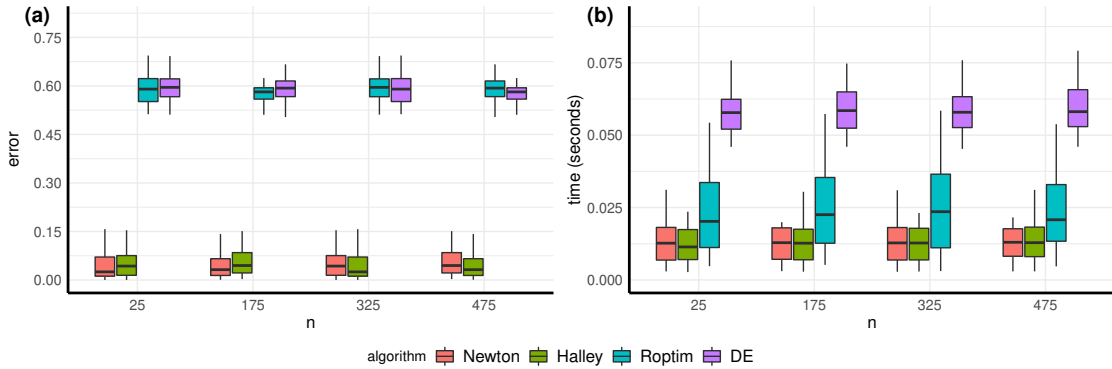 (a)
0.75
0.60
0.45
0.30
0.15
0.00
error
25 175 325 475
n
(b)
0.075
0.050
0.025
0.000
time (seconds)
25 175 325 475
n
algorithm Newton Halley Roptim DE